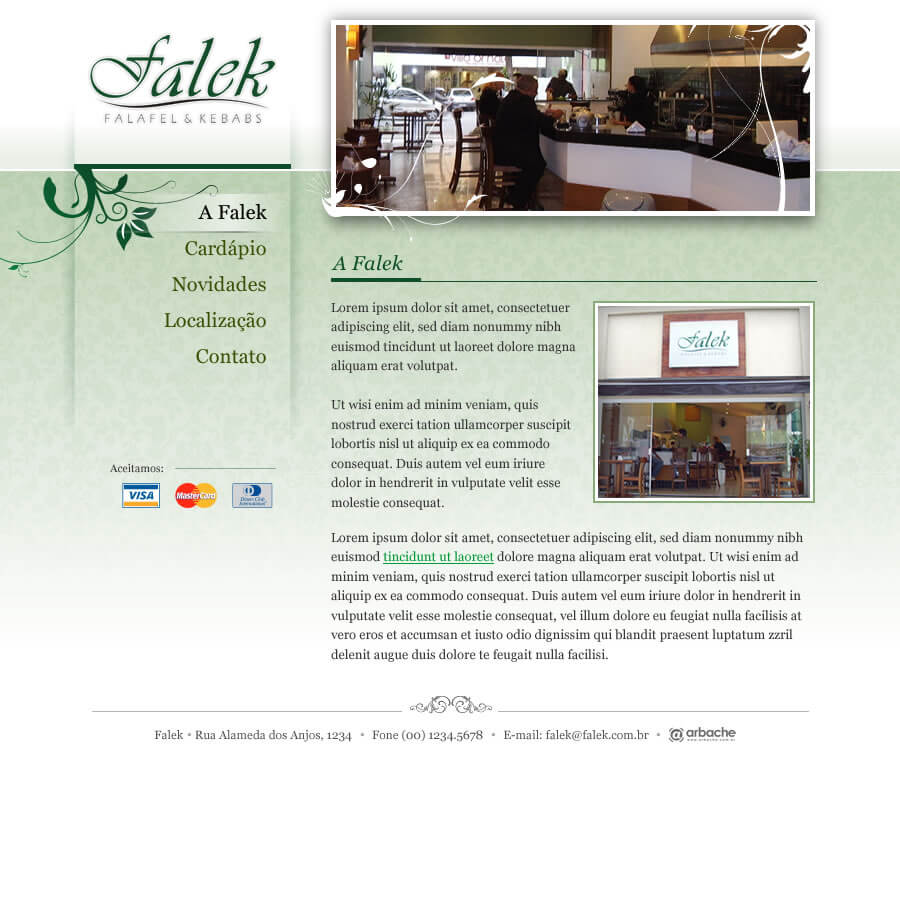 Falek
FALAFEL & KEBABS
A Falek
Cardápio
Novidades
Localização
Contato
Aceitamos:
VISA
MasterCard
Diners Club
International
A Falek
Lorem ipsum dolor sit amet, consectetuer
adipiscing elit, sed diam nonummy nibh
euismod tincidunt ut laoreet dolore magna
aliquam erat volutpat.
Ut wisi enim ad minim veniam, quis
nostrud exerci tation ullamcorper suscipit
lobortis nisl ut aliquip ex ea commodo
consequat. Duis autem vel eum iriure
dolor in hendrerit in vulputate velit esse
molestie consequat.
Falek
FALAFEL & KEBABS
Lorem ipsum dolor sit amet, consectetuer adipiscing elit, sed diam nonummy nibh
euismod tincidunt ut laoreet dolore magna aliquam erat volutpat. Ut wisi enim ad
minim veniam, quis nostrud exerci tation ullamcorper suscipit lobortis nisl ut
aliquip ex ea commodo consequat. Duis autem vel eum iriure dolor in hendrerit in
vulputate velit esse molestie consequat, vel illum dolore eu feugiat nulla facilisis at
vero eros et accumsan et iusto odio dignissim qui blandit praesent luptatum zzril
delenit augue duis dolore te feugait nulla facilisi.
Falek • Rua Alameda dos Anjos, 1234 • Fone (00) 1234.5678 • E-mail: falek@falek.com.br • @ arbache
www.arbache.com.br